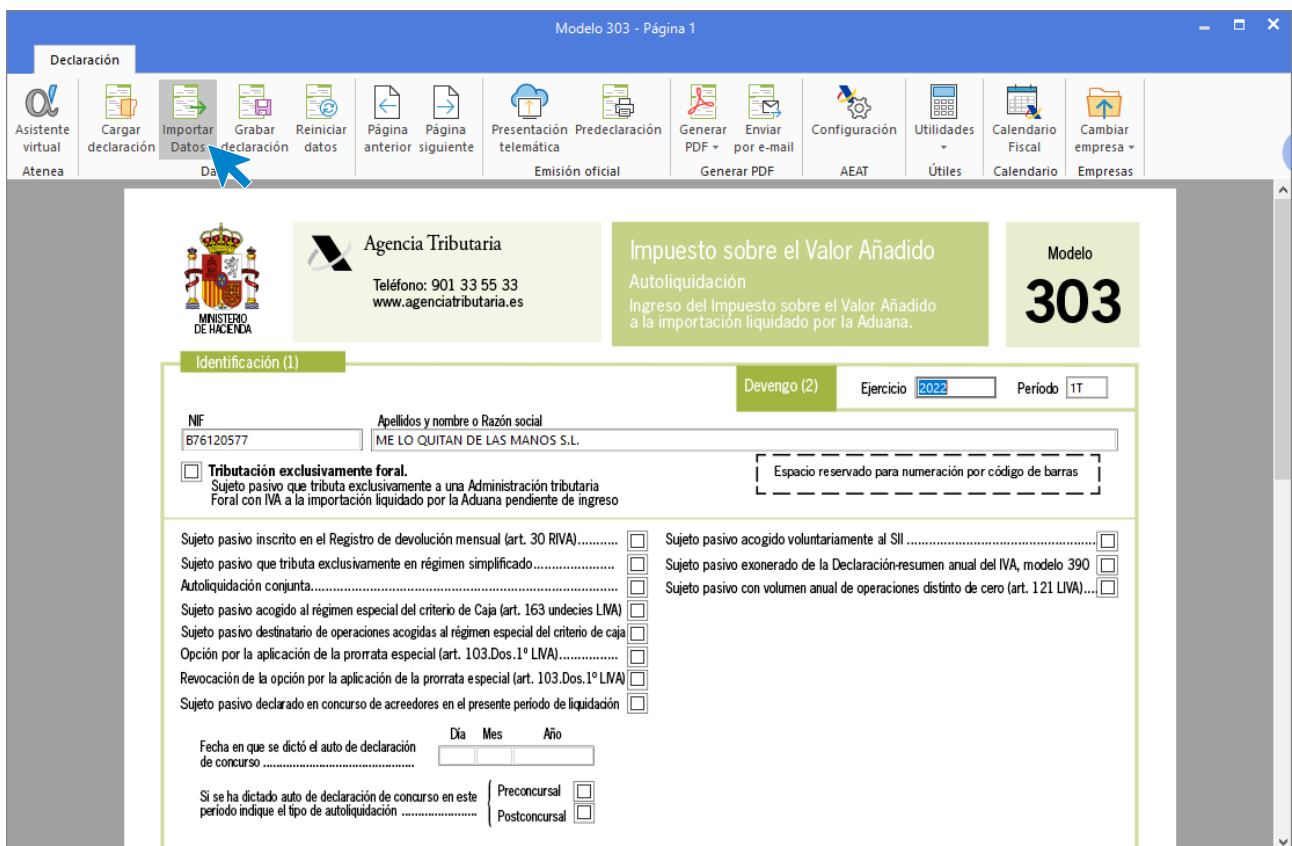 Modelo 303 - Página 1
Declaración
Asistente virtual
Cargar declaración
Importar Datos
Grabar declaración
Reiniciar datos
Página anterior
Página siguiente
Presentación telemática
Predeclaración
Generar PDF
Enviar por e-mail
Configuración
Utilidades
Calendario Fiscal
Cambiar empresa
Atenea
Da
Emisión oficial
Generar PDF
AEAT
Útiles
Calendario
Empresas
MINISTERIO
DE HACIENDA
Agencia Tributaria
Teléfono: 901 33 55 33
www.agenciatributaria.es
Impuesto sobre el Valor Añadido
Autoliquidación
Ingreso del Impuesto sobre el Valor Añadido
a la importación liquidado por la Aduana.
Modelo
303
Identificación (1)
Devengo (2)
Ejercicio 2022
Período 1T
NIF
Apellidos y nombre o Razón social
B76120577
ME LO QUITAN DE LAS MANOS S.L.
Tributación exclusivamente foral.
Sujeto pasivo que tributa exclusivamente a una Administración tributaria
Foral con IVA a la importación liquidado por la Aduana pendiente de ingreso
Espacio reservado para numeración por código de barras
Sujeto pasivo inscrito en el Registro de devolución mensual (art. 30 RIVA)...........
Sujeto pasivo que tributa exclusivamente en régimen simplificado......................
Autoliquidación conjunta..........................................................................
Sujeto pasivo acogido al régimen especial del criterio de Caja (art. 163 undecies LIVA)
Sujeto pasivo destinatario de operaciones acogidas al régimen especial del criterio de caja
Opción por la aplicación de la prorrata especial (art. 103.Dos.1º LIVA)................
Revocación de la opción por la aplicación de la prorrata especial (art. 103.Dos.1º LIVA)
Sujeto pasivo declarado en concurso de acreedores en el presente período de liquidación
Sujeto pasivo acogido voluntariamente al SII .............................................
Sujeto pasivo exonerado de la Declaración-resumen anual del IVA, modelo 390
Sujeto pasivo con volumen anual de operaciones distinto de cero (art. 121 LIVA)....
Día Mes Año
Fecha en que se dictó el auto de declaración
de concurso ................................................
Si se ha dictado auto de declaración de concurso en este
período indique el tipo de autoliquidación ........................
Preconcursal
Postconcursal